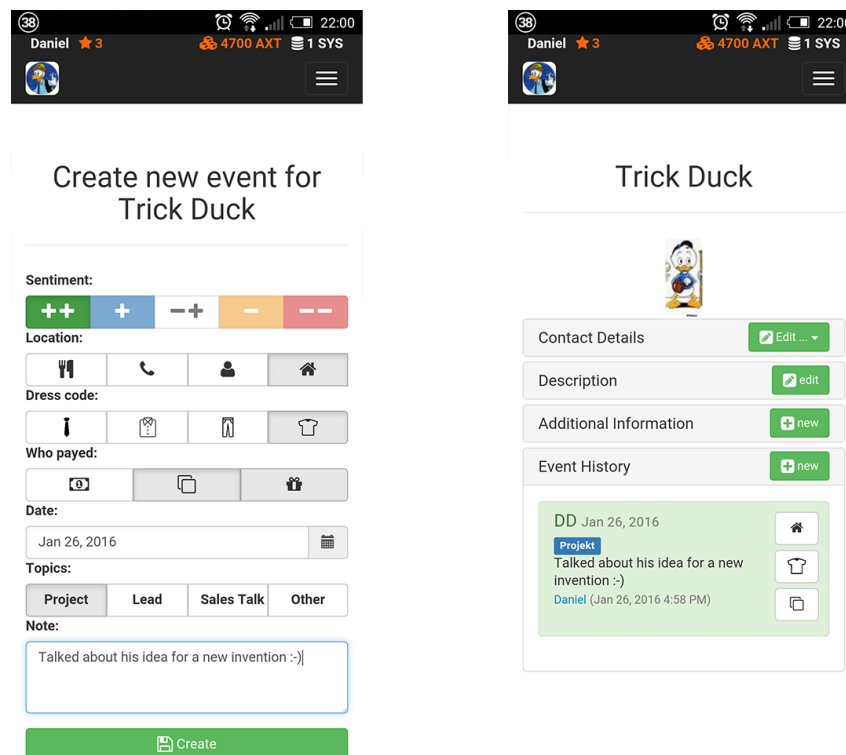 38 22:00
Daniel 3 4700 AXT 1 SYS
Create new event for
Trick Duck
Sentiment:
++ + −+ − −−
Location:
Dress code:
Who payed:
Date:
Jan 26, 2016
Topics:
Project Lead Sales Talk Other
Note:
Talked about his idea for a new invention :-)
Create
38 22:00
Daniel 3 4700 AXT 1 SYS
Trick Duck
Contact Details Edit ...
Description edit
Additional Information new
Event History new
DD Jan 26, 2016
Projekt
Talked about his idea for a new
invention :-)
Daniel (Jan 26, 2016 4:58 PM)